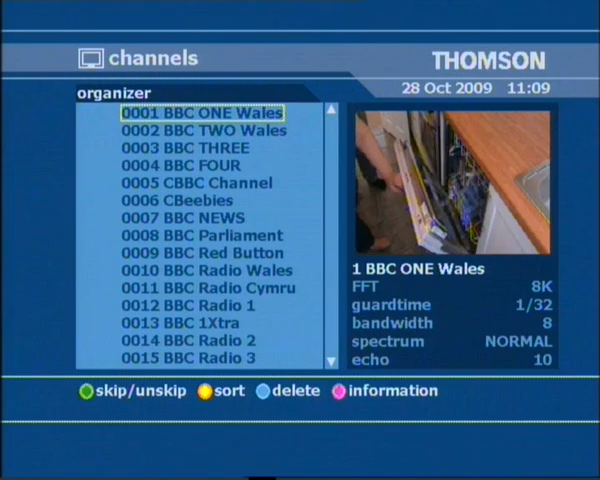 channels
THOMSON
28 Oct 2009 11:09
organizer
0001 BBC ONE Wales
0002 BBC TWO Wales
0003 BBC THREE
0004 BBC FOUR
0005 CBBC Channel
0006 CBeebies
0007 BBC NEWS
0008 BBC Parliament
0009 BBC Red Button
0010 BBC Radio Wales
0011 BBC Radio Cymru
0012 BBC Radio 1
0013 BBC 1Xtra
0014 BBC Radio 2
0015 BBC Radio 3
1 BBC ONE Wales
FFT 8K
guardtime 1/32
bandwidth 8
spectrum NORMAL
echo 10
skip/unskip sort delete information